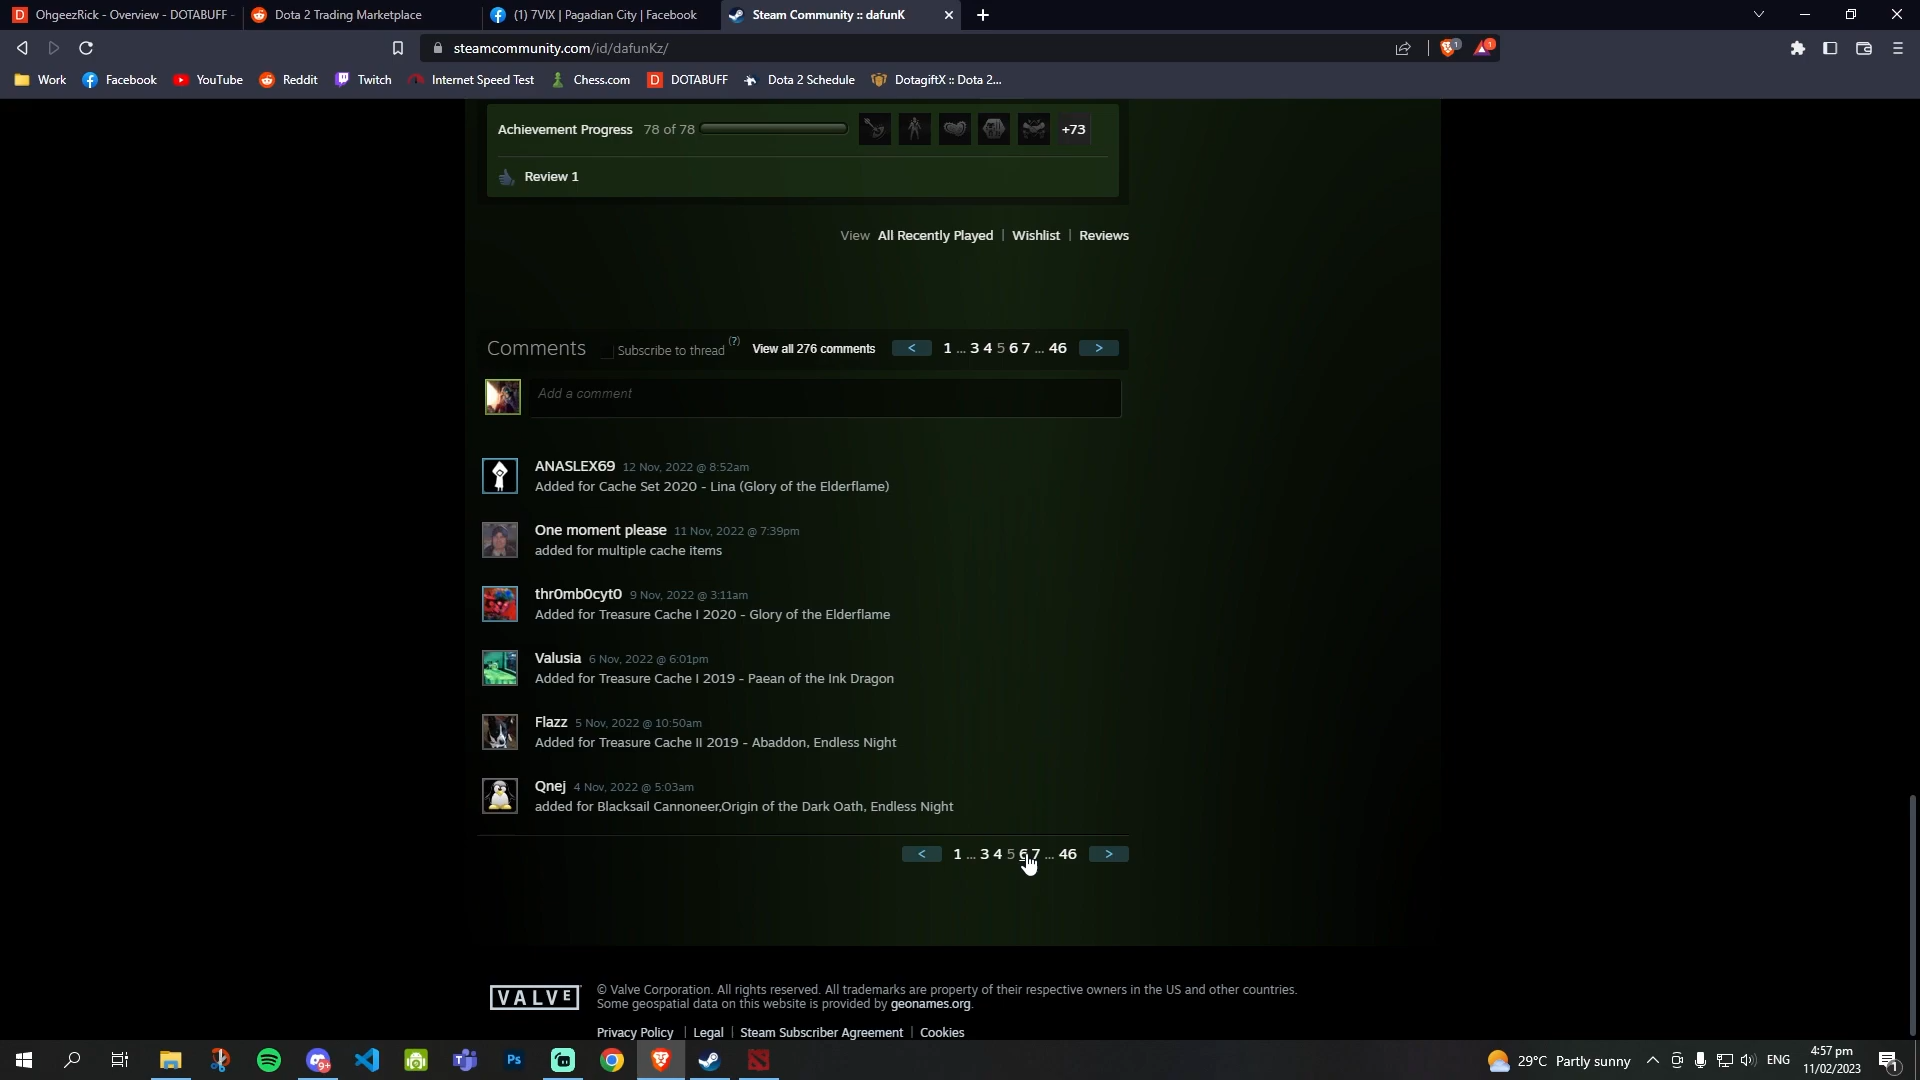 OhgeezRick - Overview - DOTABUFF -
Dota 2 Trading Marketplace
(1) 7VIX | Pagadian City | Facebook
Steam Community :: dafunK
steamcommunity.com/id/dafunKz/
1
1
Work
Facebook
YouTube
Reddit
Twitch
Internet Speed Test
Chess.com
DOTABUFF
Dota 2 Schedule
DotagiftX :: Dota 2...
Achievement Progress 78 of 78
+73
Review 1
View All Recently Played | Wishlist | Reviews
Comments
Subscribe to thread (?)
View all 276 comments
< 1 ... 3 4 5 6 7 ... 46 >
Add a comment
ANASLEX69 12 Nov, 2022 @ 8:52am
Added for Cache Set 2020 - Lina (Glory of the Elderflame)
One moment please 11 Nov, 2022 @ 7:39pm
added for multiple cache items
thr0mb0cyt0 9 Nov, 2022 @ 3:11am
Added for Treasure Cache I 2020 - Glory of the Elderflame
Valusia 6 Nov, 2022 @ 6:01pm
Added for Treasure Cache I 2019 - Paean of the Ink Dragon
Flazz 5 Nov, 2022 @ 10:50am
Added for Treasure Cache II 2019 - Abaddon, Endless Night
Qnej 4 Nov, 2022 @ 5:03am
added for Blacksail Cannoneer,Origin of the Dark Oath, Endless Night
< 1 ... 3 4 5 6 7 ... 46 >
VALVE
© Valve Corporation. All rights reserved. All trademarks are property of their respective owners in the US and other countries.
Some geospatial data on this website is provided by geonames.org.
Privacy Policy | Legal | Steam Subscriber Agreement | Cookies
9+
Ps
29°C Partly sunny
ENG
4:57 pm
11/02/2023
1